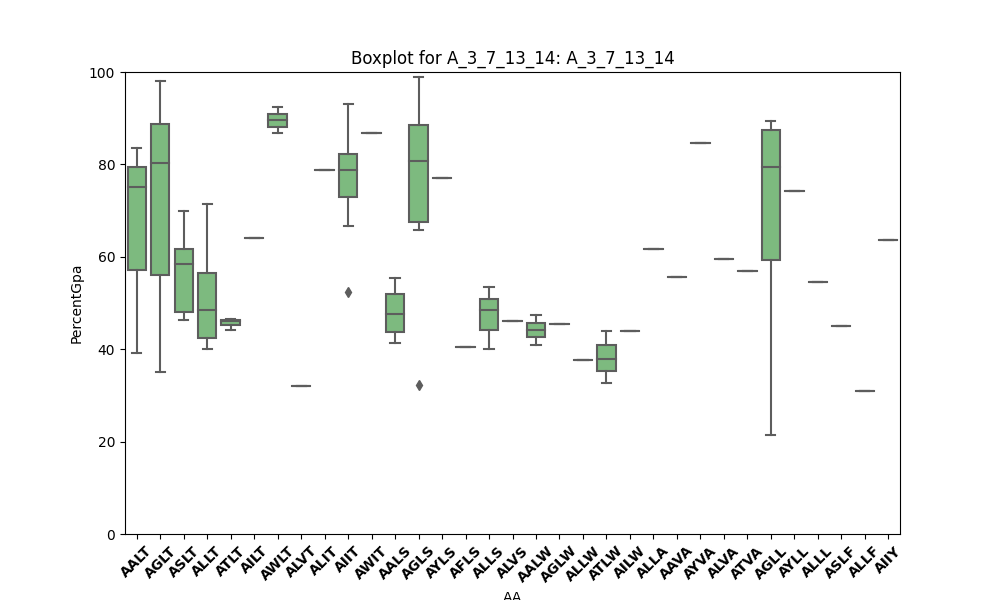 Boxplot for A_3_7_13_14: A_3_7_13_14
PercentGpa
100
80
60
40
20
0
AALT
AGLT
ASLT
ALLT
ATLT
AILT
AWLT
ALVT
ALIT
AIIT
AWIT
AALS
AGLS
AYLS
AFLS
ALLS
ALVS
AALW
AGLW
ALLW
ATLW
AILW
ALLA
AAVA
AYVA
ALVA
ATVA
AGLL
AYLL
ALLL
ASLF
ALLF
AIIY
AA